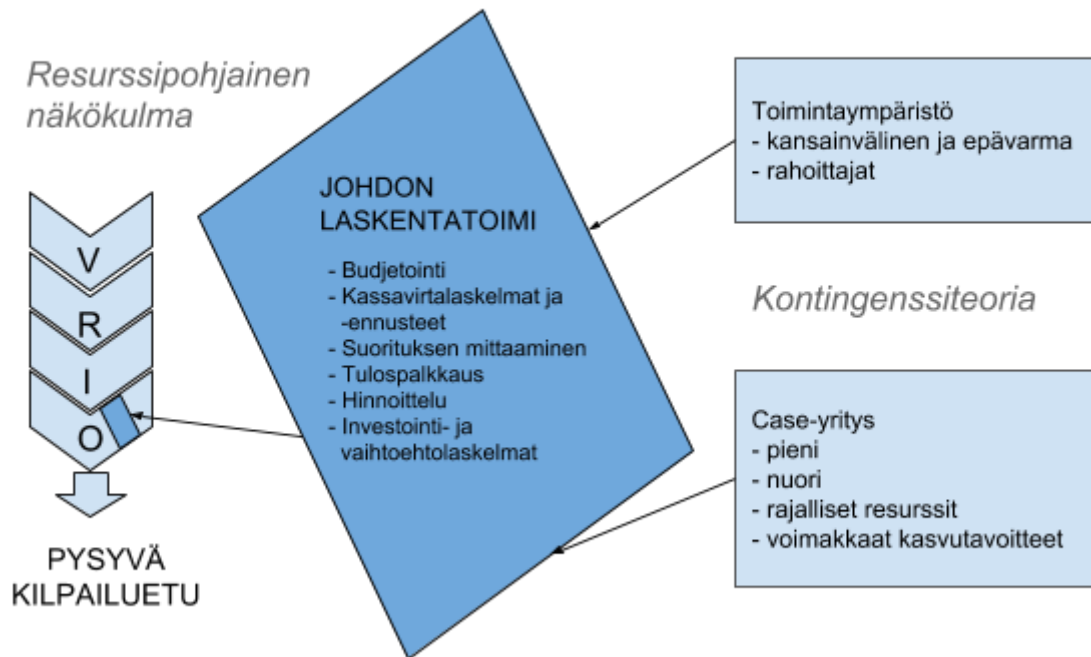 Resurssipohjainen
näkökulma
V
R
I
O
PYSYVÄ
KILPAILUETU
JOHDON
LASKENTATOIMI
- Budjetointi
- Kassavirtalaskelmat ja
-ennusteet
- Suorituksen mittaaminen
- Tulospalkkaus
- Hinnoittelu
- Investointi- ja
vaihtoehtolaskelmat
Toimintaympäristö
- kansainvälinen ja epävarma
- rahoittajat
Kontingenssiteoria
Case-yritys
- pieni
- nuori
- rajalliset resurssit
- voimakkaat kasvutavoitteet